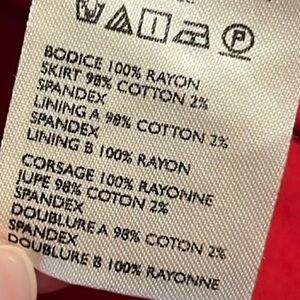 BODICE 100% RAYON
SKIRT 98% COTTON 2%
SPANDEX
LINING A 98% COTTON 2%
SPANDEX
LINING B 100% RAYON
CORSAGE 100% RAYONNE
JUPE 98% COTON 2%
SPANDEX
DOUBLURE A 98% COTON 2%
SPANDEX
DOUBLURE B 100% RAYONNE